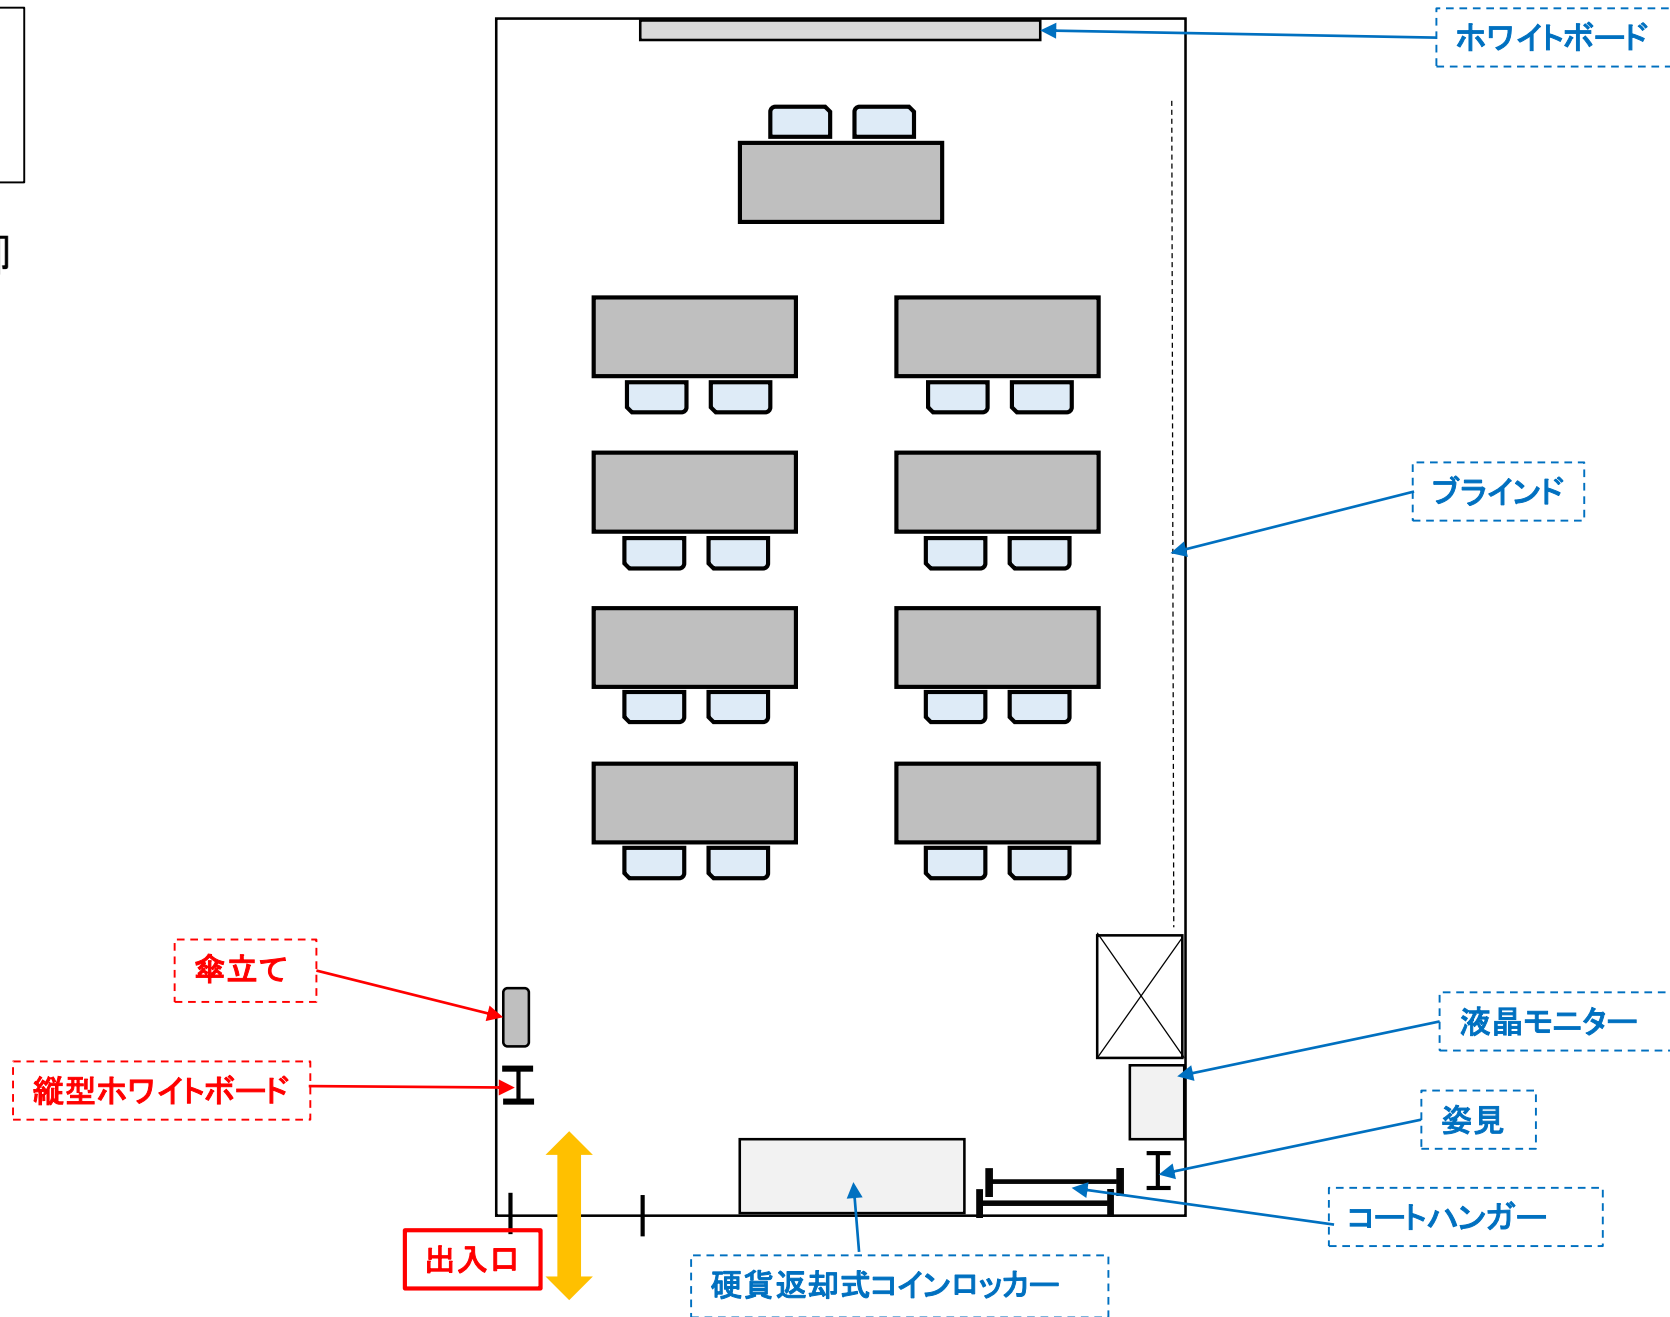 ホワイトボード
ブラインド
傘立て
液晶モニター
縦型ホワイトボード
姿見
コートハンガー
出入口
硬貨返却式コインロッカー